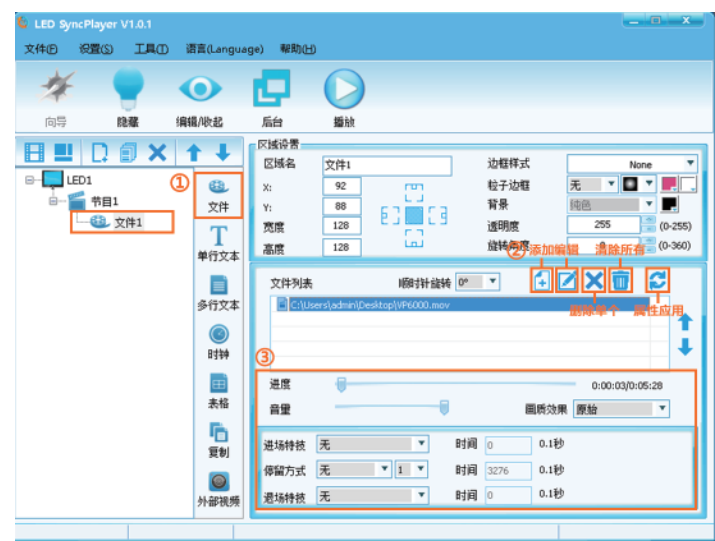 LED SyncPlayer V1.0.1
文件(F) 设置(S) 工具(T) 语言(Language) 帮助(H)
向导 隐藏 编辑/收起 后台 播放
LED1
节目1
文件1
①
文件
单行文本
多行文本
时钟
表格
复制
外部视频
区域设置
区域名 文件1 边框样式 None
X: 92 粒子边框 无
Y: 88 背景 纯色
宽度 128 透明度 255 (0-255)
高度 128 旋转角度 (0-360)
② 添加编辑 清除所有
文件列表 顺时针旋转 0°
删除单个 属性应用
C:\Users\admin\Desktop\VP6000.mov
③
进度 0:00:03/0:05:28
音量 画质效果 原始
进场特技 无 时间 0 0.1秒
停留方式 无 1 时间 3276 0.1秒
退场特技 无 时间 0 0.1秒